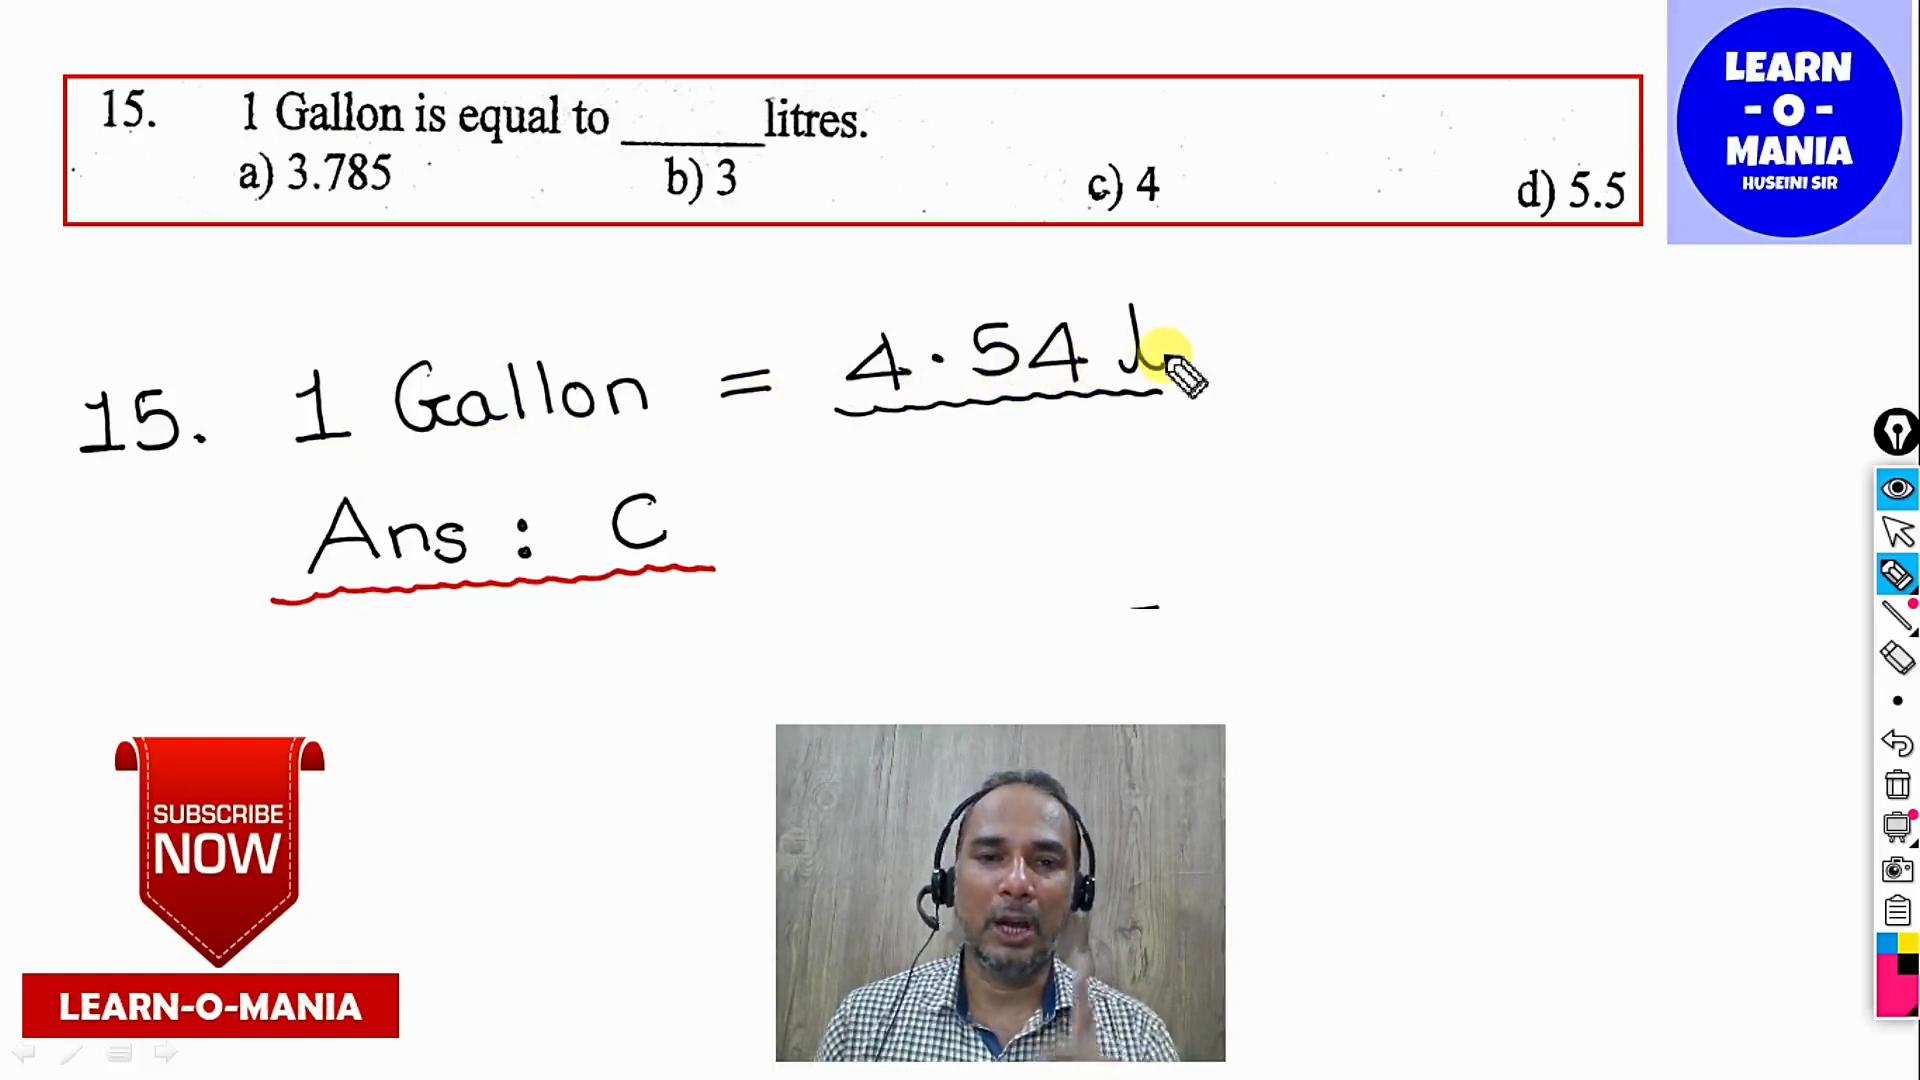 15. 1 Gallon is equal to ______ litres.
a) 3.785 b) 3 c) 4 d) 5.5
LEARN
- O -
MANIA
HUSEINI SIR
15. 1 Gallon = 4.54 l
Ans : C
SUBSCRIBE
NOW
LEARN-O-MANIA